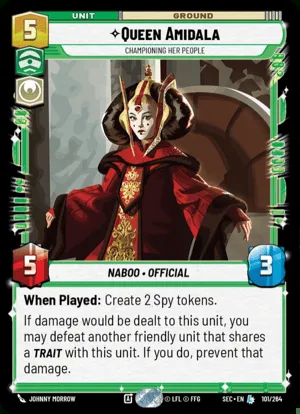 UNIT
GROUND
5
✧QUEEN AMIDALA
CHAMPIONING HER PEOPLE
5
3
NABOO • OFFICIAL
When Played: Create 2 Spy tokens.
If damage would be dealt to this unit, you
may defeat another friendly unit that shares
a TRAIT with this unit. If you do, prevent that
damage.
JOHNNY MORROW
© LFL © FFG
SEC • EN
101/264